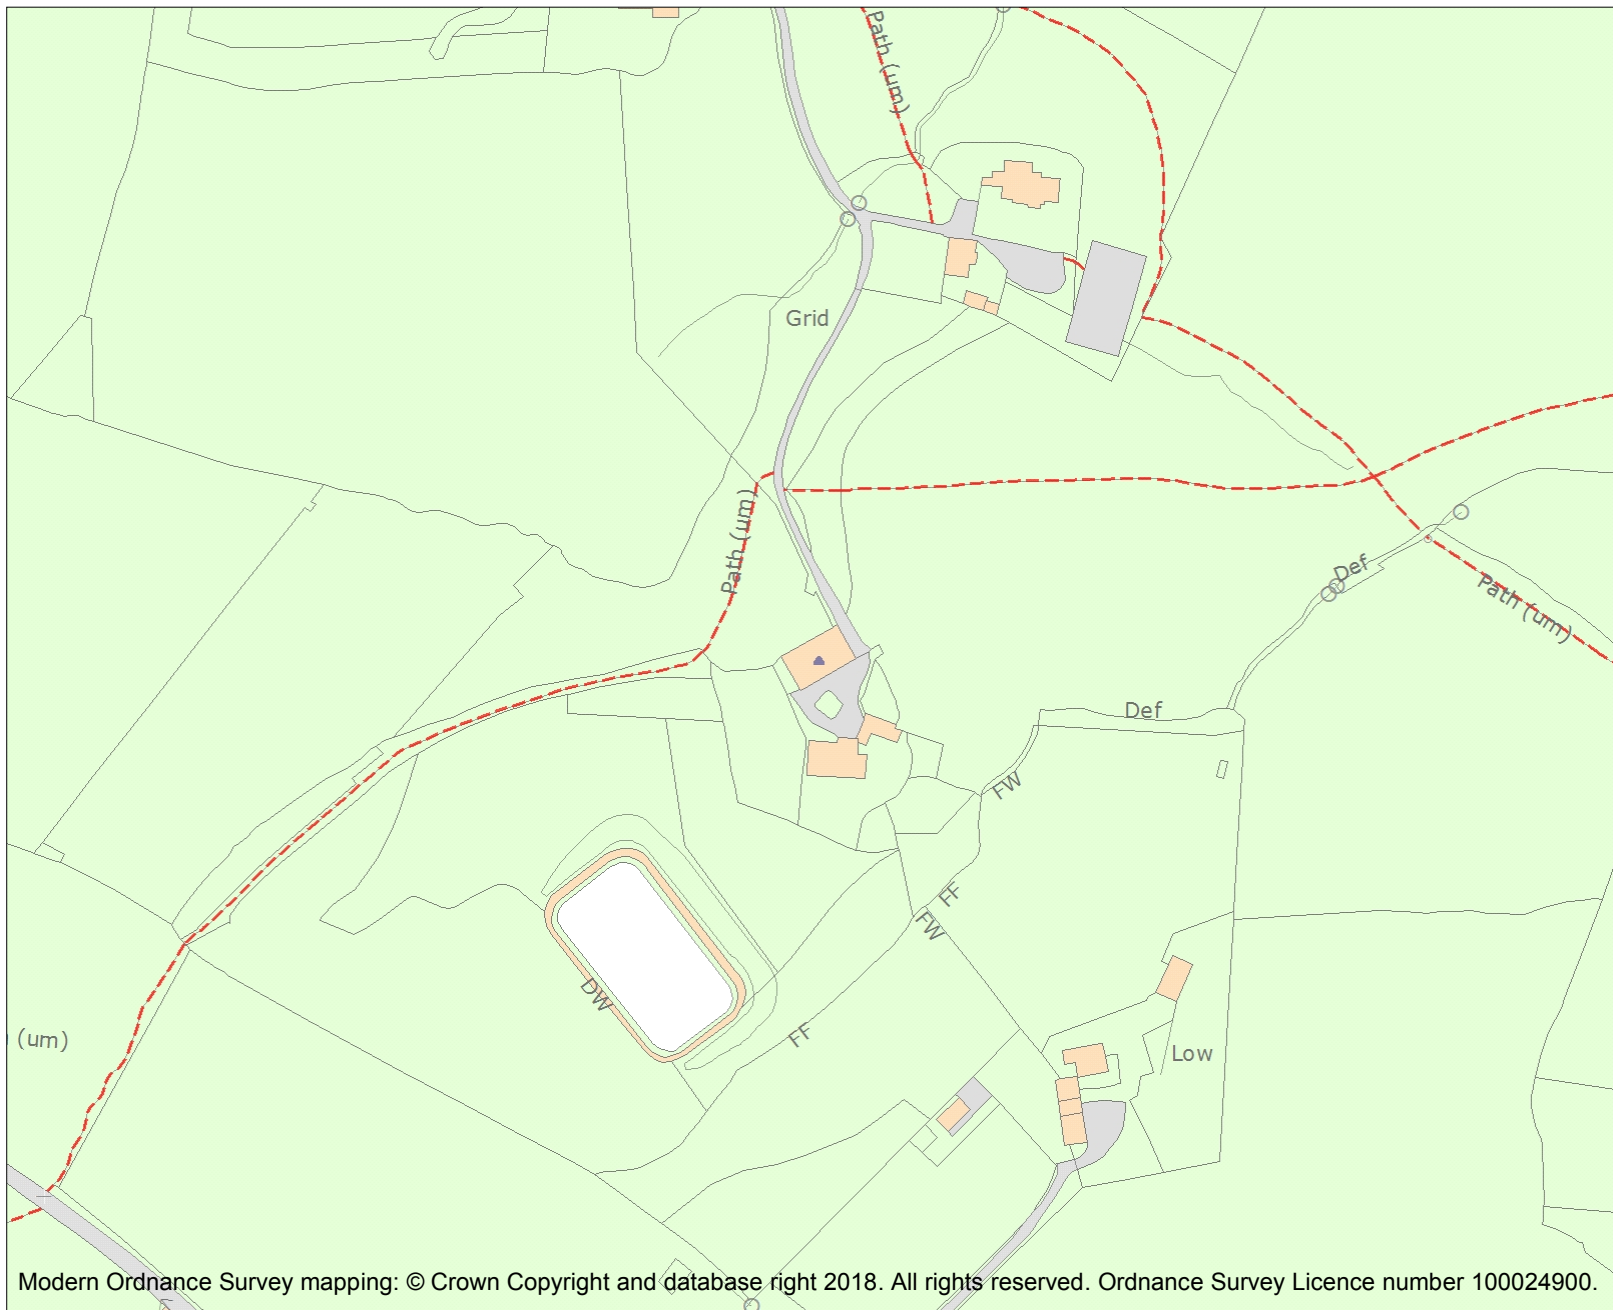 Path (um)
Grid
Path (um)
Def
Path (um)
Def
FW
FF
FW
DW
FF
(um)
Low
Modern Ordnance Survey mapping: © Crown Copyright and database right 2018. All rights reserved. Ordnance Survey Licence number 100024900.